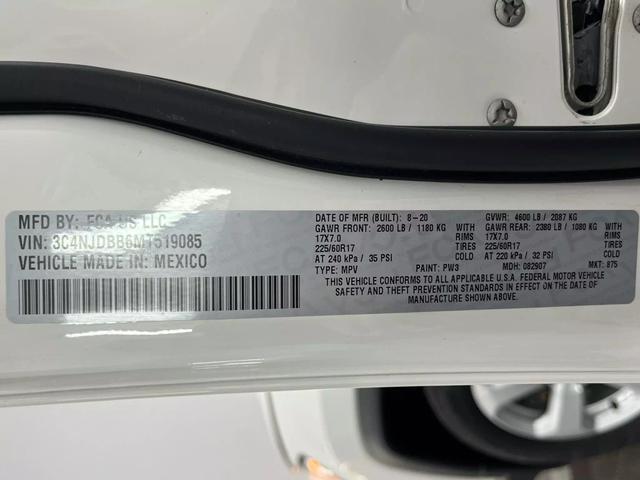 MFD BY: FCA US LLC
VIN: 3C4NJDBB6MT519085
VEHICLE MADE IN: MEXICO
DATE OF MFR (BUILT): 8-20 GVWR: 4600 LB / 2087 KG
GAWR FRONT: 2600 LB / 1180 KG WITH GAWR REAR: 2380 LB / 1080 KG WITH
17X7.0 RIMS 17X7.0 RIMS
225/60R17 TIRES 225/60R17 TIRES
AT 240 kPa / 35 PSI COLD AT 220 kPa / 32 PSI COLD
TYPE: MPV PAINT: PW3 MDH: 082907 MXT: 875
THIS VEHICLE CONFORMS TO ALL APPLICABLE U.S.A. FEDERAL MOTOR VEHICLE
SAFETY AND THEFT PREVENTION STANDARDS IN EFFECT ON THE DATE OF
MANUFACTURE SHOWN ABOVE.